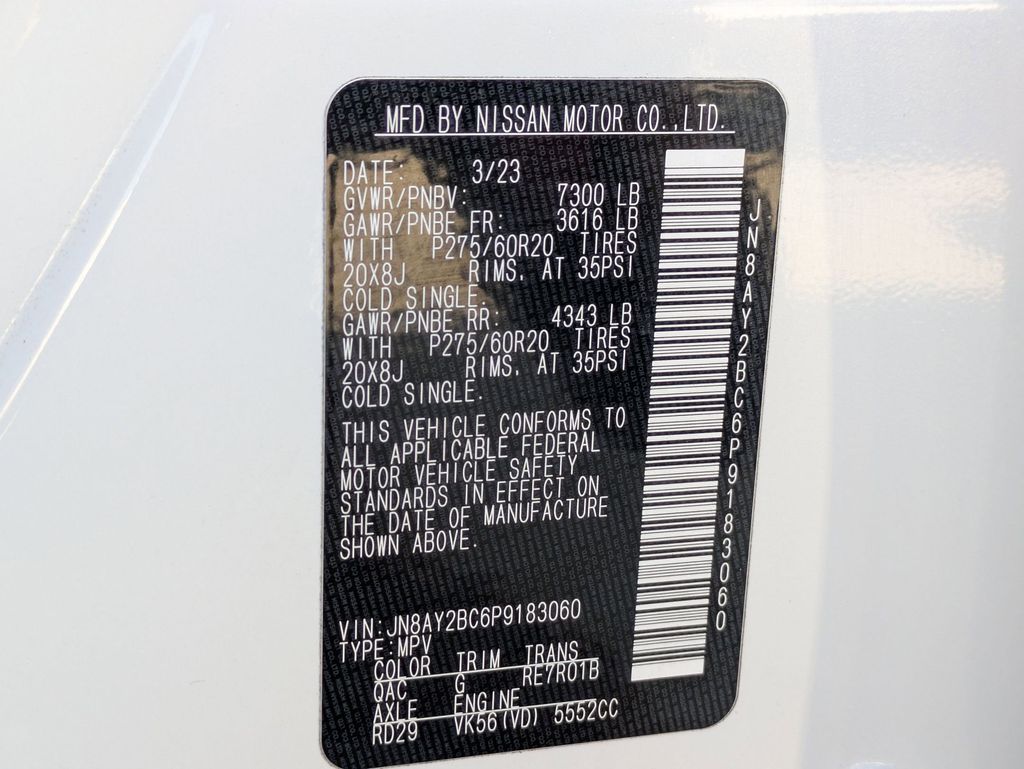 MFD BY NISSAN MOTOR CO.,LTD.
DATE: 3/23
GVWR/PNBV: 7300 LB
GAWR/PNBE FR: 3616 LB
WITH P275/60R20 TIRES
20X8J RIMS, AT 35PSI
COLD SINGLE.
GAWR/PNBE RR: 4343 LB
WITH P275/60R20 TIRES
20X8J RIMS, AT 35PSI
COLD SINGLE.
THIS VEHICLE CONFORMS TO
ALL APPLICABLE FEDERAL
MOTOR VEHICLE SAFETY
STANDARDS IN EFFECT ON
THE DATE OF MANUFACTURE
SHOWN ABOVE.
VIN:JN8AY2BC6P9183060
TYPE:MPV
COLOR TRIM TRANS
QAC G RE7R01B
AXLE ENGINE
RD29 VK56(VD) 5552CC
JN8AY2BC6P9183060